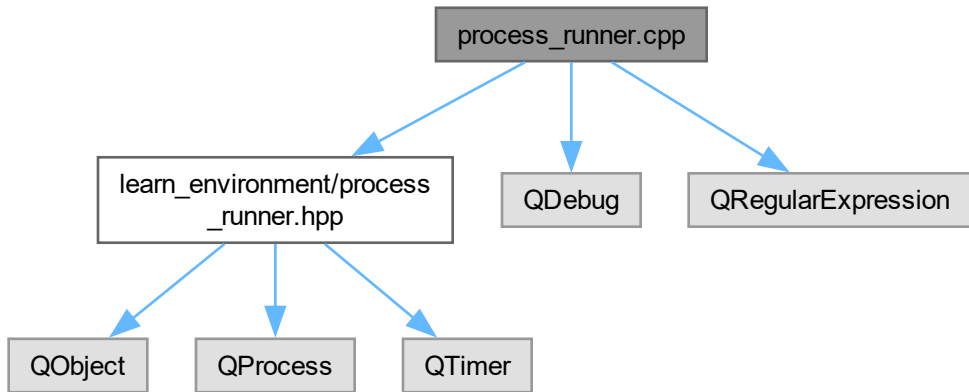 process_runner.cpp
learn_environment/process
_runner.hpp
QDebug
QRegularExpression
QObject
QProcess
QTimer